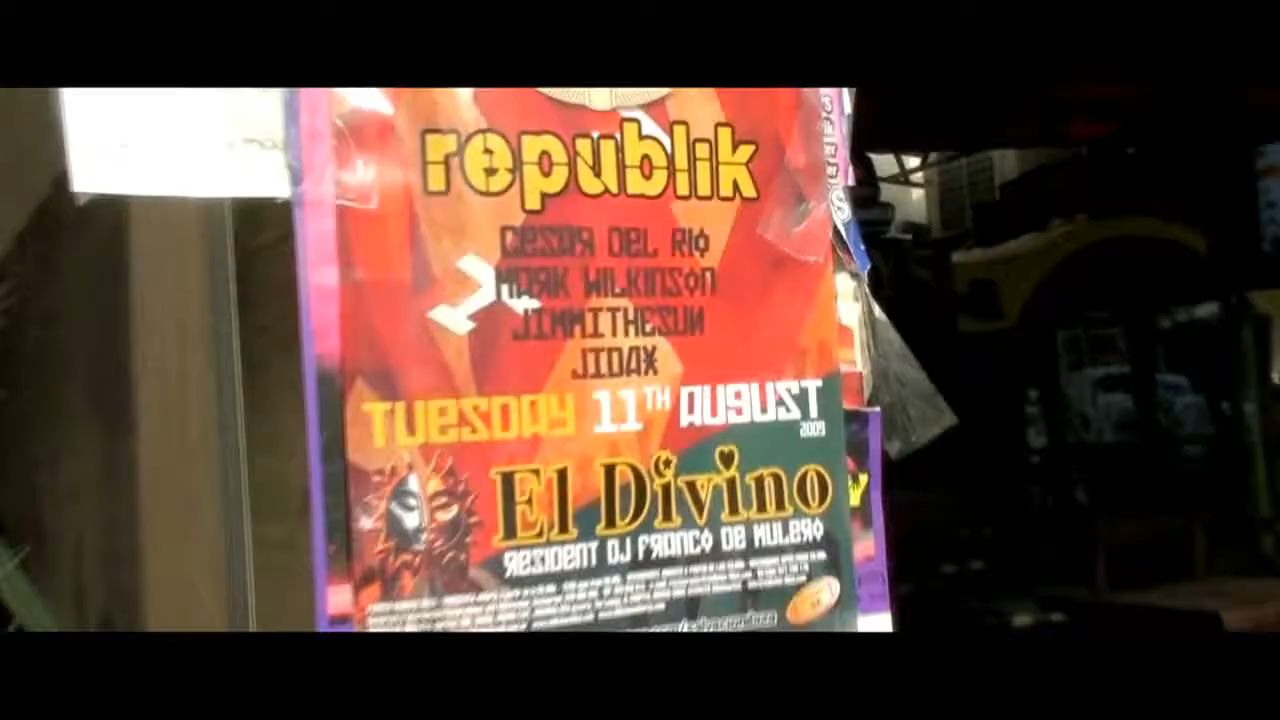 republik
CESAR DEL RIO
MARK WILKINSON
JIMMITHESUN
JIDAX
TUESDAY 11TH AUGUST
2009
El Divino
RESIDENT DJ FRANCO DE MULERO